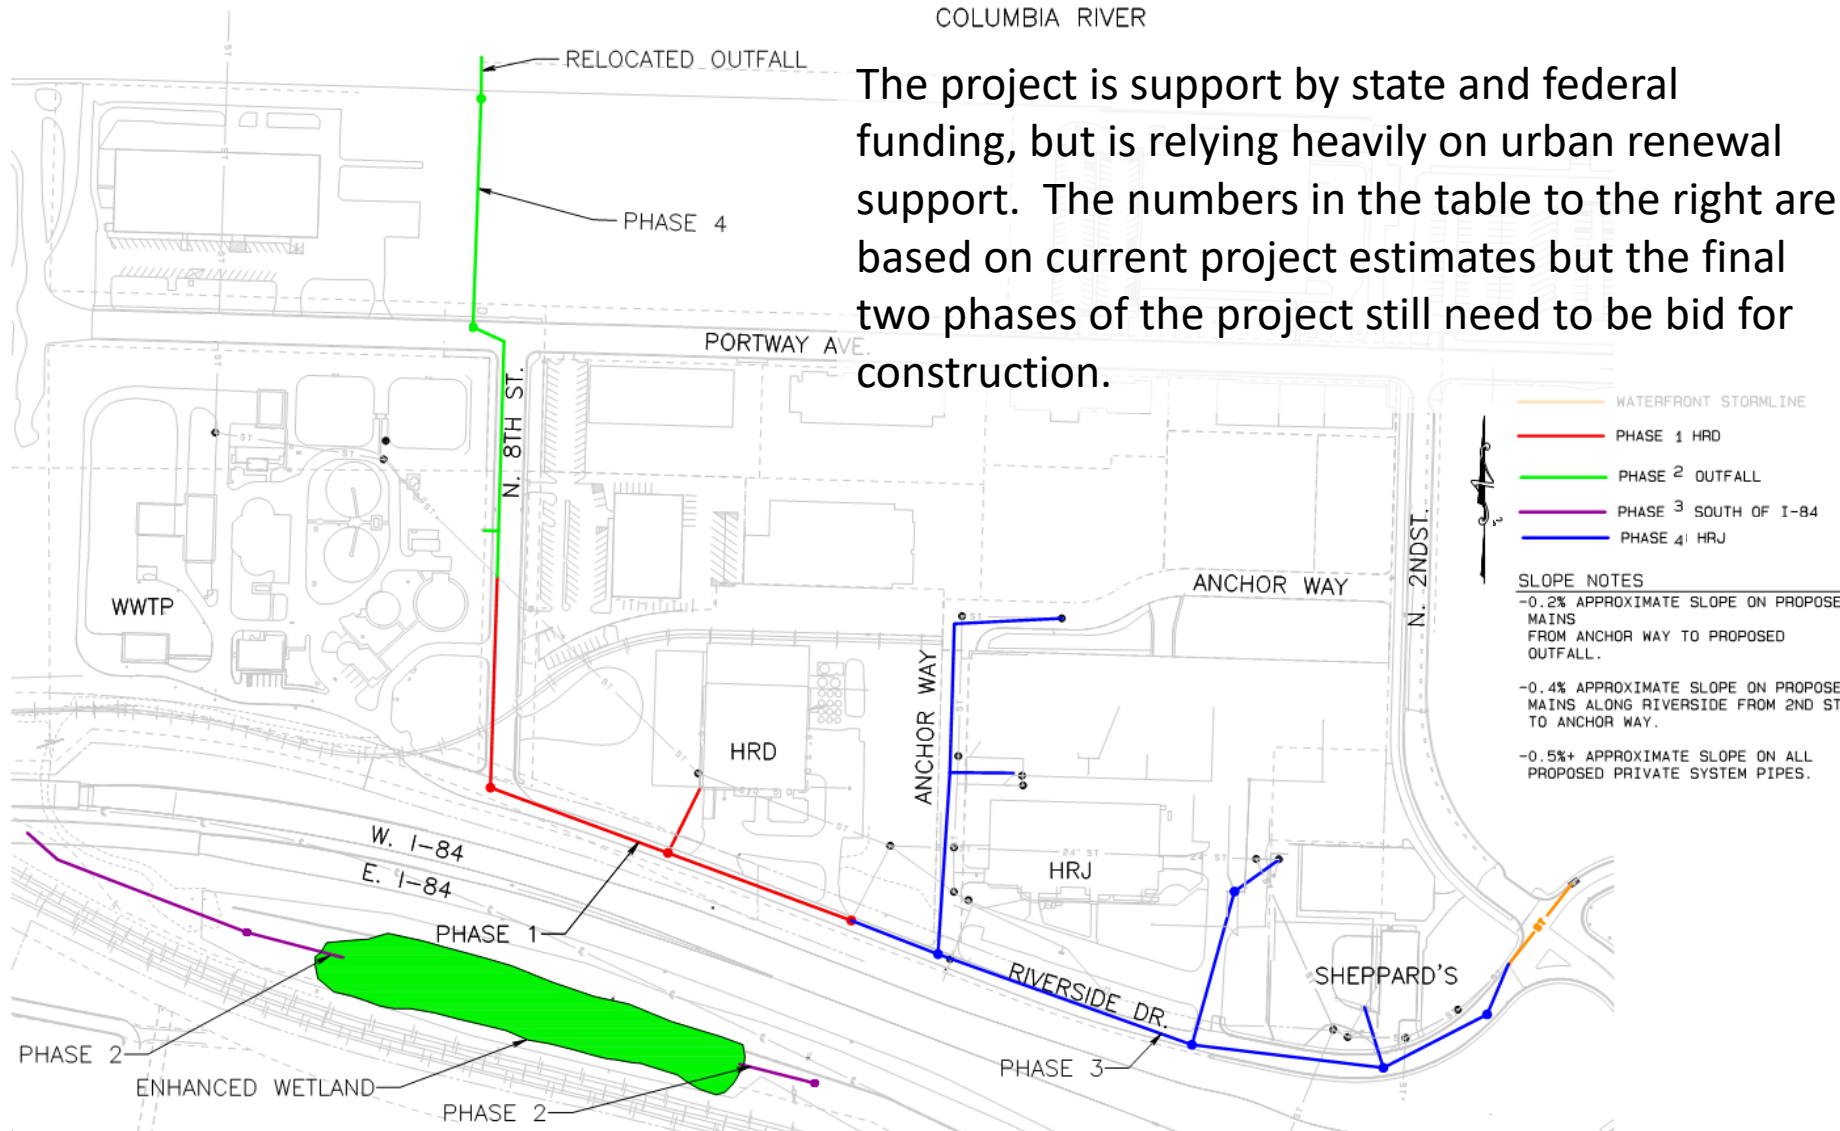 COLUMBIA RIVER
RELOCATED OUTFALL
The project is support by state and federal
funding, but is relying heavily on urban renewal
support. The numbers in the table to the right are
based on current project estimates but the final
two phases of the project still need to be bid for
construction.
PHASE 4
PORTWAY AVE.
N. 8TH ST.
WATERFRONT STORMLINE
PHASE 1 HRD
PHASE 2 OUTFALL
PHASE 3 SOUTH OF I-84
PHASE 4 HRJ
SLOPE NOTES
-0.2% APPROXIMATE SLOPE ON PROPOSE
MAINS
FROM ANCHOR WAY TO PROPOSED
OUTFALL.
-0.4% APPROXIMATE SLOPE ON PROPOSE
MAINS ALONG RIVERSIDE FROM 2ND ST
TO ANCHOR WAY.
-0.5%+ APPROXIMATE SLOPE ON ALL
PROPOSED PRIVATE SYSTEM PIPES.
N. 2NDST.
ANCHOR WAY
WWTP
ANCHOR WAY
HRD
HRJ
24" ST
24" ST
W. I-84
E. I-84
PHASE 1
ST
SHEPPARD'S
RIVERSIDE DR.
PHASE 3
PHASE 2
ENHANCED WETLAND
PHASE 2